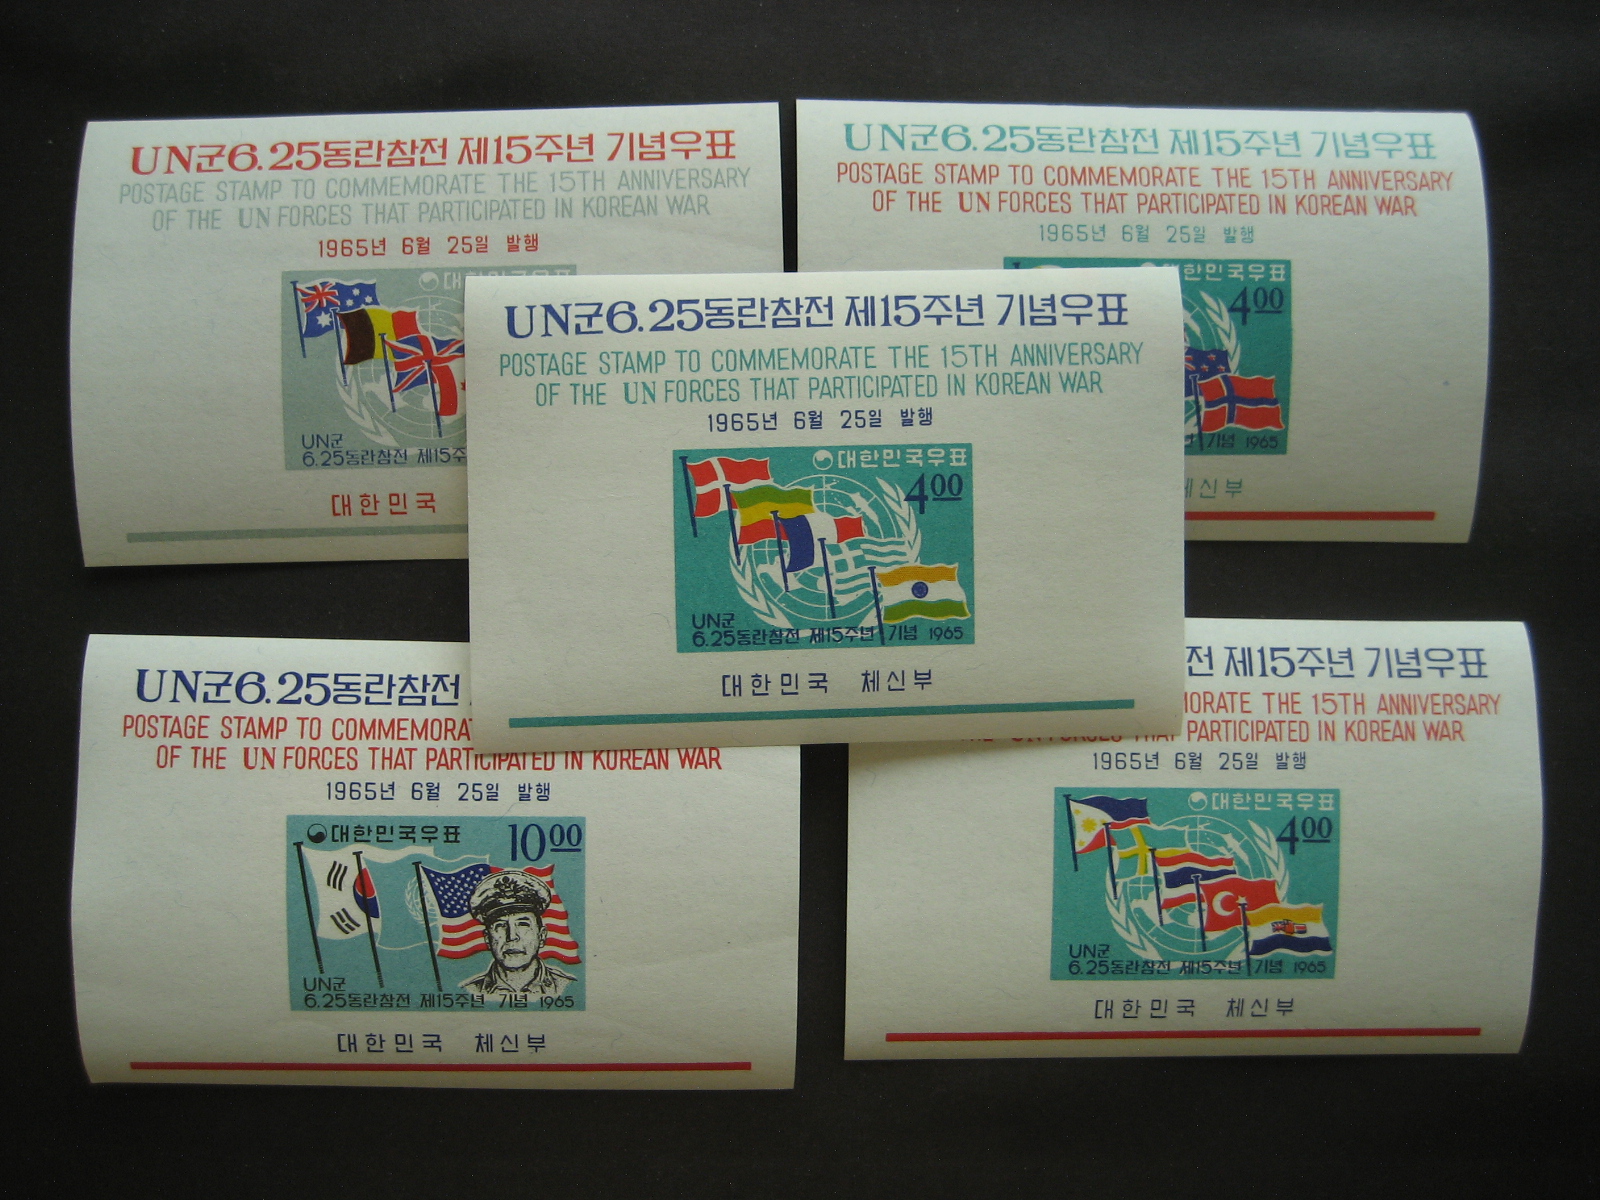 UN군6.25동란참전 제15주년 기념우표
POSTAGE STAMP TO COMMEMORATE THE 15TH ANNIVERSARY
OF THE UN FORCES THAT PARTICIPATED IN KOREAN WAR
1965년 6월 25일 발행
대한민국우표
UN군
6.25동란참전 제15주
대한민국
UN군6.25동란참전 제15주년 기념우표
POSTAGE STAMP TO COMMEMORATE THE 15TH ANNIVERSARY
OF THE UN FORCES THAT PARTICIPATED IN KOREAN WAR
1965년 6월 25일 발행
대한민국우표
4 00
기념 1965
체신부
UN군6.25동란참전 제15주년 기념우표
POSTAGE STAMP TO COMMEMORATE THE 15TH ANNIVERSARY
OF THE UN FORCES THAT PARTICIPATED IN KOREAN WAR
1965년 6월 25일 발행
대한민국우표
4 00
UN군
6.25동란참전 제15주년 기념 1965
대한민국 체신부
UN군6.25동란참전
POSTAGE STAMP TO COMMEMORAT
OF THE UN FORCES THAT PARTICIPATED IN KOREAN WAR
1965년 6월 25일 발행
대한민국우표 10 00
UN군
6.25동란참전 제15주년 기념 1965
대한민국 체신부
전 제15주년 기념우표
MORATE THE 15TH ANNIVERSARY
THE UN FORCES THAT PARTICIPATED IN KOREAN WAR
1965년 6월 25일 발행
대한민국우표
4 00
UN군
6.25동란참전 제15주년 기념 1965
대한민국 체신부